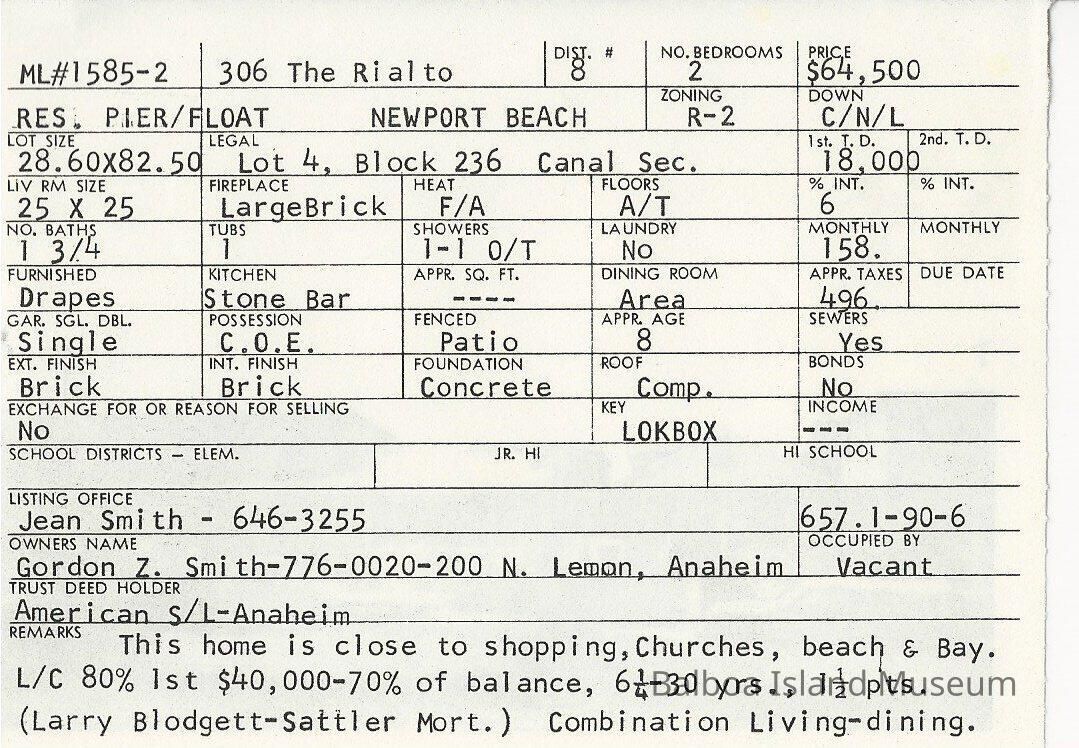 ML#1585-2 306 The Rialto DIST. # 8 NO. BEDROOMS 2 PRICE $64,500
RES. PIER/FLOAT NEWPORT BEACH ZONING R-2 DOWN C/N/L
LOT SIZE 28.60X82.50 LEGAL Lot 4, Block 236 Canal Sec. 1st. T. D. 18,000 2nd. T. D.
LIV RM SIZE 25 X 25 FIREPLACE LargeBrick HEAT F/A FLOORS A/T % INT. 6 % INT.
NO. BATHS 1 3/4 TUBS 1 SHOWERS 1-1 O/T LAUNDRY No MONTHLY 158. MONTHLY
FURNISHED Drapes KITCHEN Stone Bar APPR. SQ. FT. ---- DINING ROOM Area APPR. TAXES 496. DUE DATE
GAR. SGL. DBL. Single POSSESSION C.O.E. FENCED Patio APPR. AGE 8 SEWERS Yes
EXT. FINISH Brick INT. FINISH Brick FOUNDATION Concrete ROOF Comp. BONDS No
EXCHANGE FOR OR REASON FOR SELLING No KEY LOKBOX INCOME ---
SCHOOL DISTRICTS – ELEM. JR. HI HI SCHOOL
LISTING OFFICE Jean Smith - 646-3255 657.1-90-6
OWNERS NAME Gordon Z. Smith-776-0020-200 N. Lemon, Anaheim OCCUPIED BY Vacant
TRUST DEED HOLDER American S/L-Anaheim
REMARKS This home is close to shopping,Churches, beach & Bay.
L/C 80% 1st $40,000-70% of balance, 6¼-30 yrs., 1½ pts.
Balboa Island Museum
(Larry Blodgett-Sattler Mort.) Combination Living-dining.